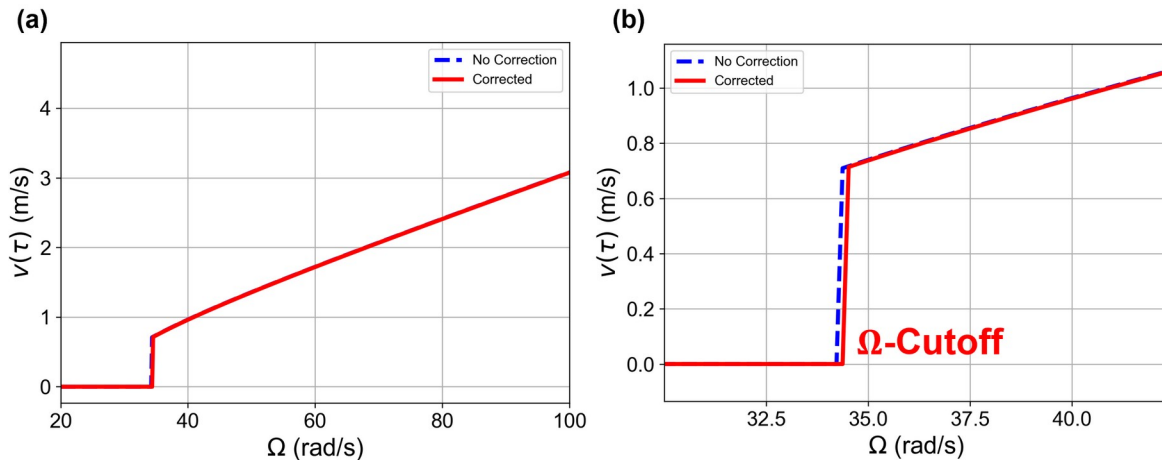 (a)
No Correction
Corrected
4
3
2
1
0
v(τ) (m/s)
20
40
60
80
100
Ω (rad/s)
(b)
No Correction
Corrected
1.0
0.8
0.6
0.4
0.2
0.0
v(τ) (m/s)
Ω-Cutoff
32.5
35.0
37.5
40.0
Ω (rad/s)